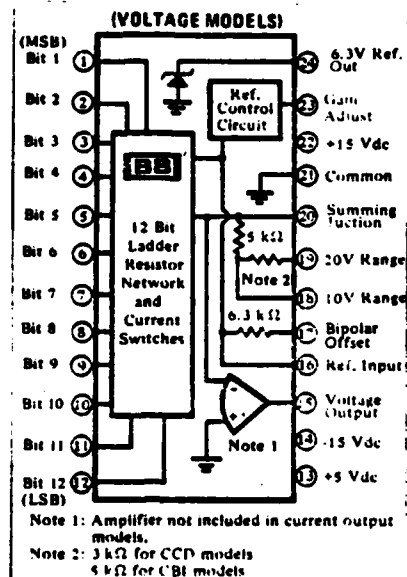 (VOLTAGE MODELS)
(MSB)
Bit 1 1
Bit 2 2
Bit 3 3
Bit 4 4
Bit 5 5
Bit 6 6
Bit 7 7
Bit 8 8
Bit 9 9
Bit 10 10
Bit 11 11
Bit 12 12
(LSB)
BB
12 Bit
Ladder
Resistor
Network
and
Current
Switches
Ref.
Control
Circuit
5 kΩ
Note 2
6.3 kΩ
- +
Note 1
24 6.3V Ref.
Out
23 Gain
Adjust
22 +15 Vdc
21 Common
20 Summing
Junction
19 20V Range
18 10V Range
17 Bipolar
Offset
16 Ref. Input
15 Voltage
Output
14 -15 Vdc
13 +5 Vdc
Note 1: Amplifier not included in current output
models.
Note 2: 3 kΩ for CCD models
5 kΩ for CBI models